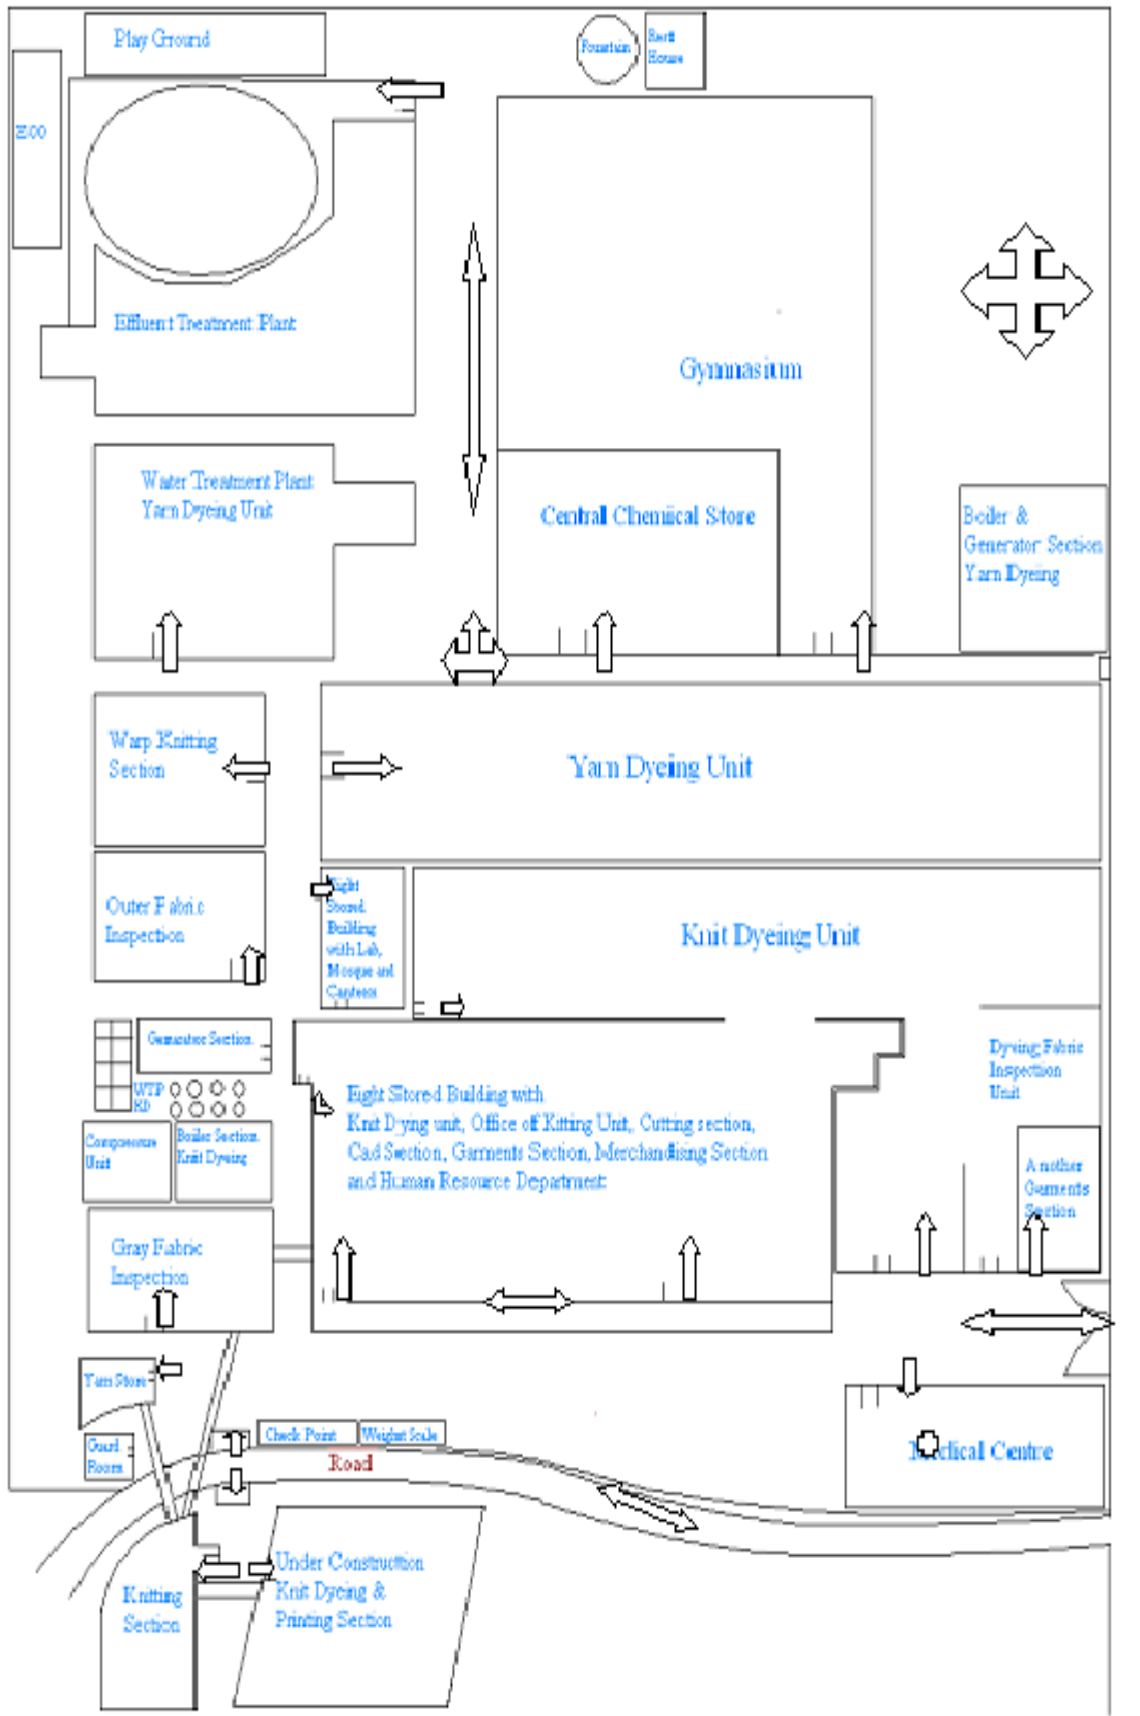 Play Ground
Fountain
Rest
House
ZOO
Effluent Treatment Plant
Gymnasium
Water Treatment Plant
Yarn Dyeing Unit
Central Chemical Store
Boiler &
Generator Section
Yarn Dyeing
Warp Knitting
Section
Yarn Dyeing Unit
Outer Fabric
Inspection
Eight
Stored
Building
with Lab,
Mosque and
Canteen
Knit Dyeing Unit
Generator Section
WTP
KD
Compressor
Unit
Boiler Section
Knit Dyeing
Eight Stored Building with
Knit Dying unit, Office of Kitting Unit, Cutting section,
Cad Section, Garments Section, Merchandising Section
and Human Resource Department
Dyeing Fabric
Inspection
Unit
Another
Garments
Section
Gray Fabric
Inspection
Yarn Store
Guard
Room
Check Point
Weight Scale
Road
Medical Centre
Knitting
Section
Under Construction
Knit Dyeing &
Printing Section